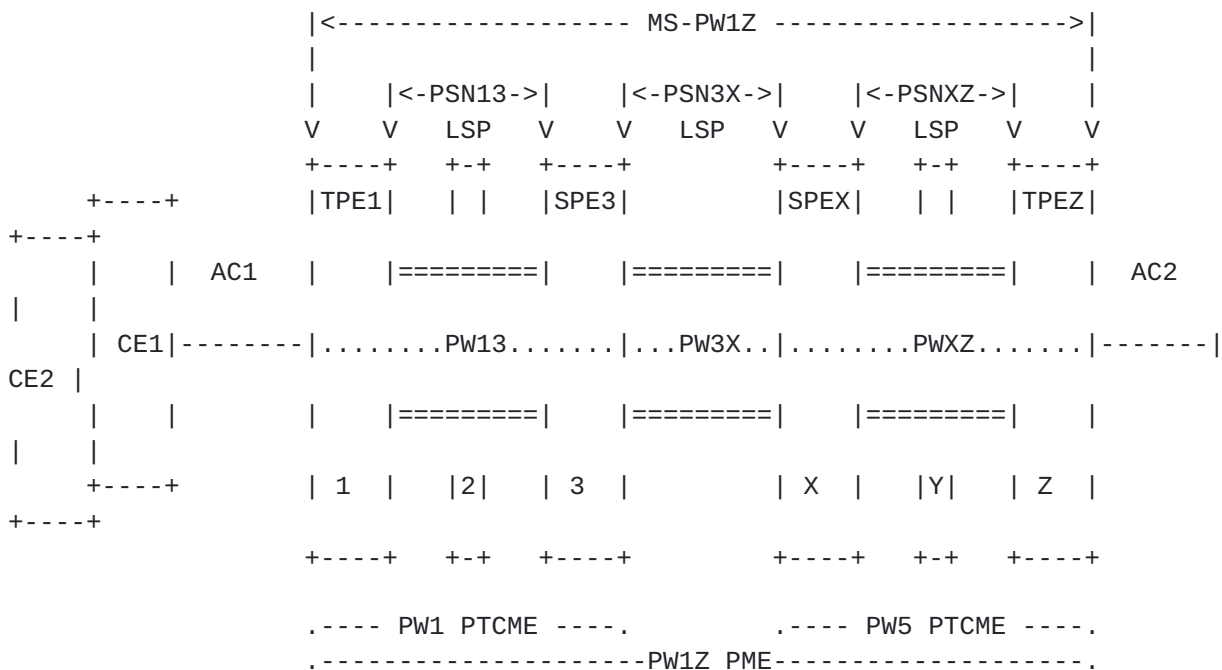 |<------------------- MS-PW1Z ------------------->|
|                                                 |
|    |<-PSN13->|    |<-PSN3X->|    |<-PSNXZ->|    |
V    V   LSP   V    V   LSP   V    V   LSP   V    V
+----+   +-+   +----+         +----+   +-+   +----+
+----+        |TPE1|   | |   |SPE3|         |SPEX|   | |   |TPEZ|
+----+
|    |  AC1   |    |=========|    |=========|    |=========|    |  AC2
|    |
| CE1|--------|........PW13.......|...PW3X..|........PWXZ.......|-------|
CE2 |
|    |        |    |=========|    |=========|    |=========|    |
|    |
+----+        | 1  |   |2|   | 3  |         | X  |   |Y|   | Z  |
+----+
+----+   +-+   +----+         +----+   +-+   +----+
.---- PW1 PTCME ----.         .---- PW5 PTCME ----.
.---------------------PW1Z PME--------------------.